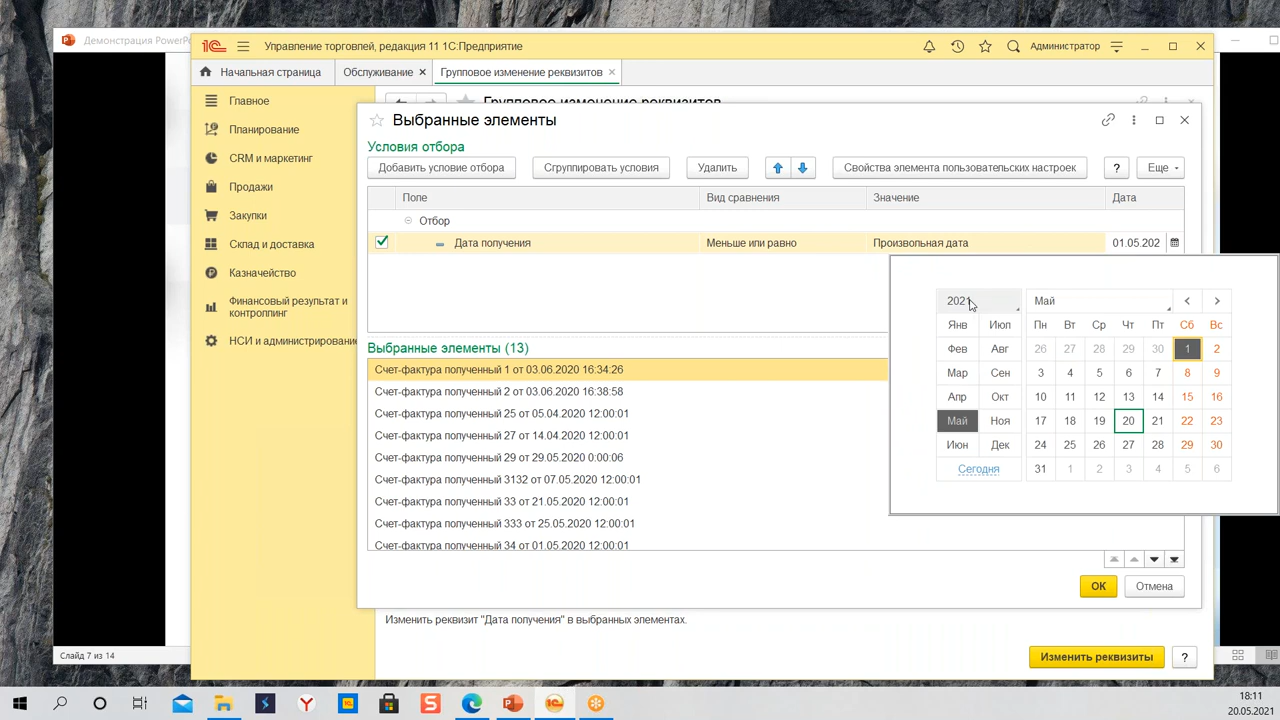 Демонстрация PowerPo
1С
Управление торговлей, редакция 11 1С:Предприятие
Администратор
Начальная страница
Обслуживание
Групповое изменение реквизитов
Главное
Планирование
CRM и маркетинг
Продажи
Закупки
Склад и доставка
Казначейство
Финансовый результат и
контроллинг
НСИ и администрирование
Групповое изменение реквизитов
Выбранные элементы
Условия отбора
Добавить условие отбора
Сгруппировать условия
Удалить
Свойства элемента пользовательских настроек
?
Еще
Поле Вид сравнения Значение Дата
Отбор
Дата получения Меньше или равно Произвольная дата 01.05.202
2021 Май
Янв Июл Пн Вт Ср Чт Пт Сб Вс
Фев Авг 26 27 28 29 30 1 2
Мар Сен 3 4 5 6 7 8 9
Апр Окт 10 11 12 13 14 15 16
Май Ноя 17 18 19 20 21 22 23
Июн Дек 24 25 26 27 28 29 30
Сегодня 31 1 2 3 4 5 6
Выбранные элементы (13)
Счет-фактура полученный 1 от 03.06.2020 16:34:26
Счет-фактура полученный 2 от 03.06.2020 16:38:58
Счет-фактура полученный 25 от 05.04.2020 12:00:01
Счет-фактура полученный 27 от 14.04.2020 12:00:01
Счет-фактура полученный 29 от 29.05.2020 0:00:06
Счет-фактура полученный 3132 от 07.05.2020 12:00:01
Счет-фактура полученный 33 от 21.05.2020 12:00:01
Счет-фактура полученный 333 от 25.05.2020 12:00:01
Счет-фактура полученный 34 от 01.05.2020 12:00:01
ОК
Отмена
Изменить реквизит "Дата получения" в выбранных элементах.
Изменить реквизиты
?
Слайд 7 из 14
18:11
20.05.2021